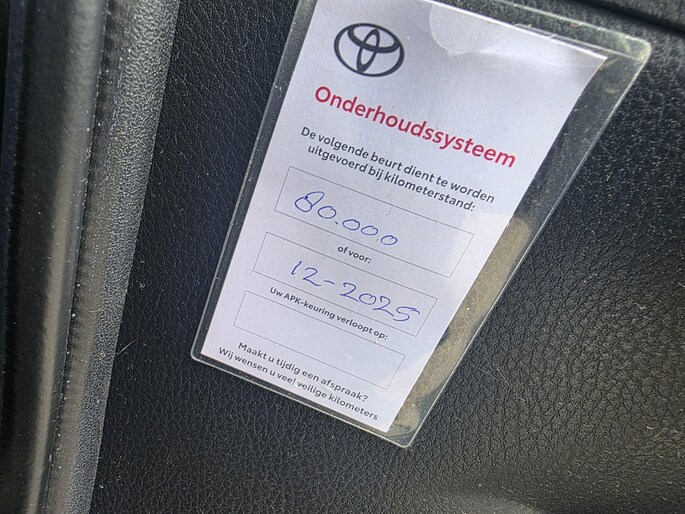 Onderhoudssysteem
De volgende beurt dient te worden
uitgevoerd bij kilometerstand:
80.000
of voor:
12-2025
Uw APK-keuring verloopt op:
Maakt u tijdig een afspraak?
Wij wensen u veel veilige kilometers